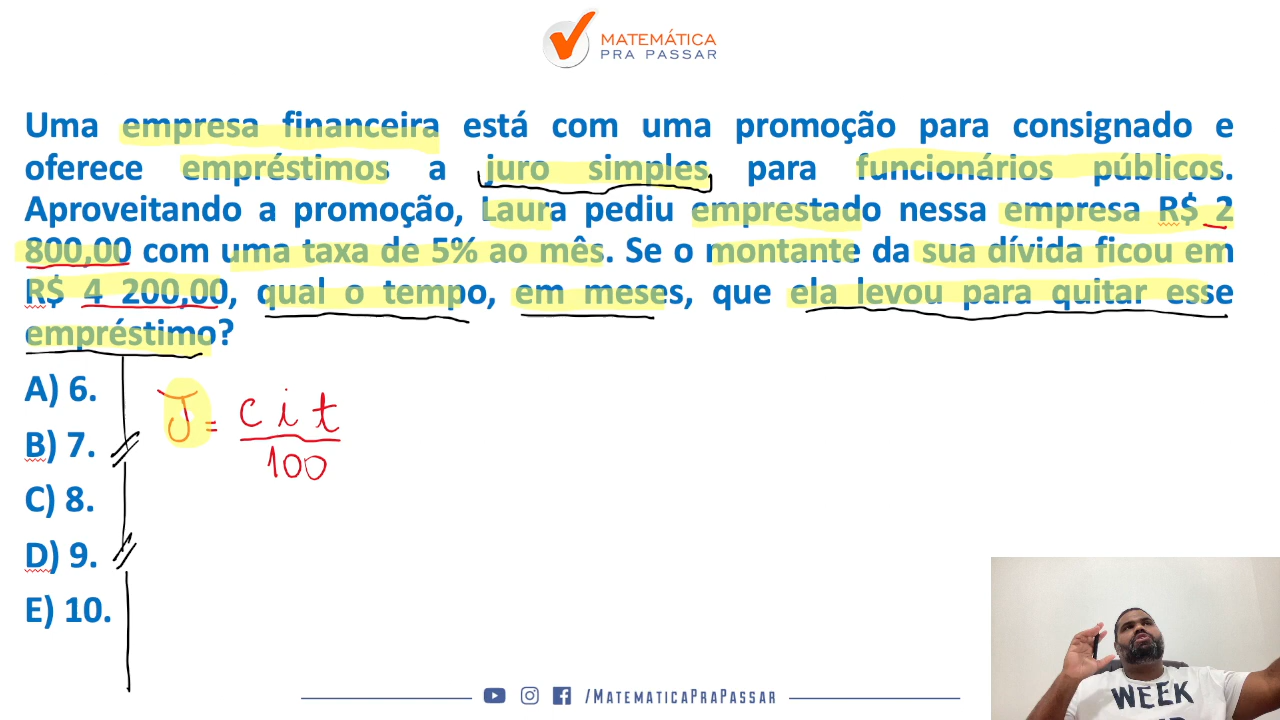 MATEMÁTICA
PRA PASSAR
Uma empresa financeira está com uma promoção para consignado e
oferece empréstimos a juro simples para funcionários públicos.
Aproveitando a promoção, Laura pediu emprestado nessa empresa R$ 2
800,00 com uma taxa de 5% ao mês. Se o montante da sua dívida ficou em
R$ 4 200,00, qual o tempo, em meses, que ela levou para quitar esse
empréstimo?
A) 6.
B) 7.
C) 8.
D) 9.
E) 10.
J = c i t
100
WEEK
/MATEMATICAPRAPASSAR